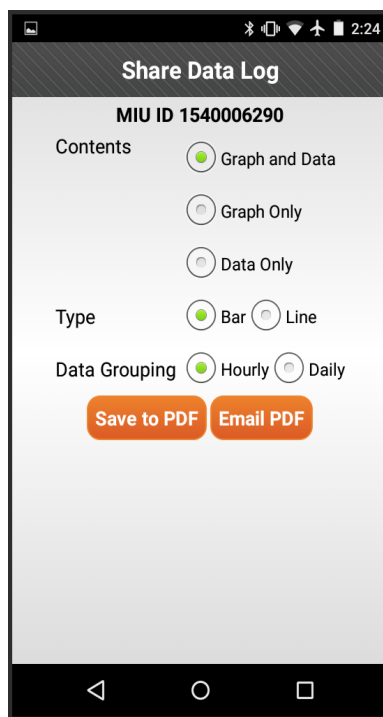 2:24
Share Data Log
MIU ID 1540006290
Contents
Graph and Data
Graph Only
Data Only
Type Bar Line
Data Grouping Hourly Daily
Save to PDF Email PDF